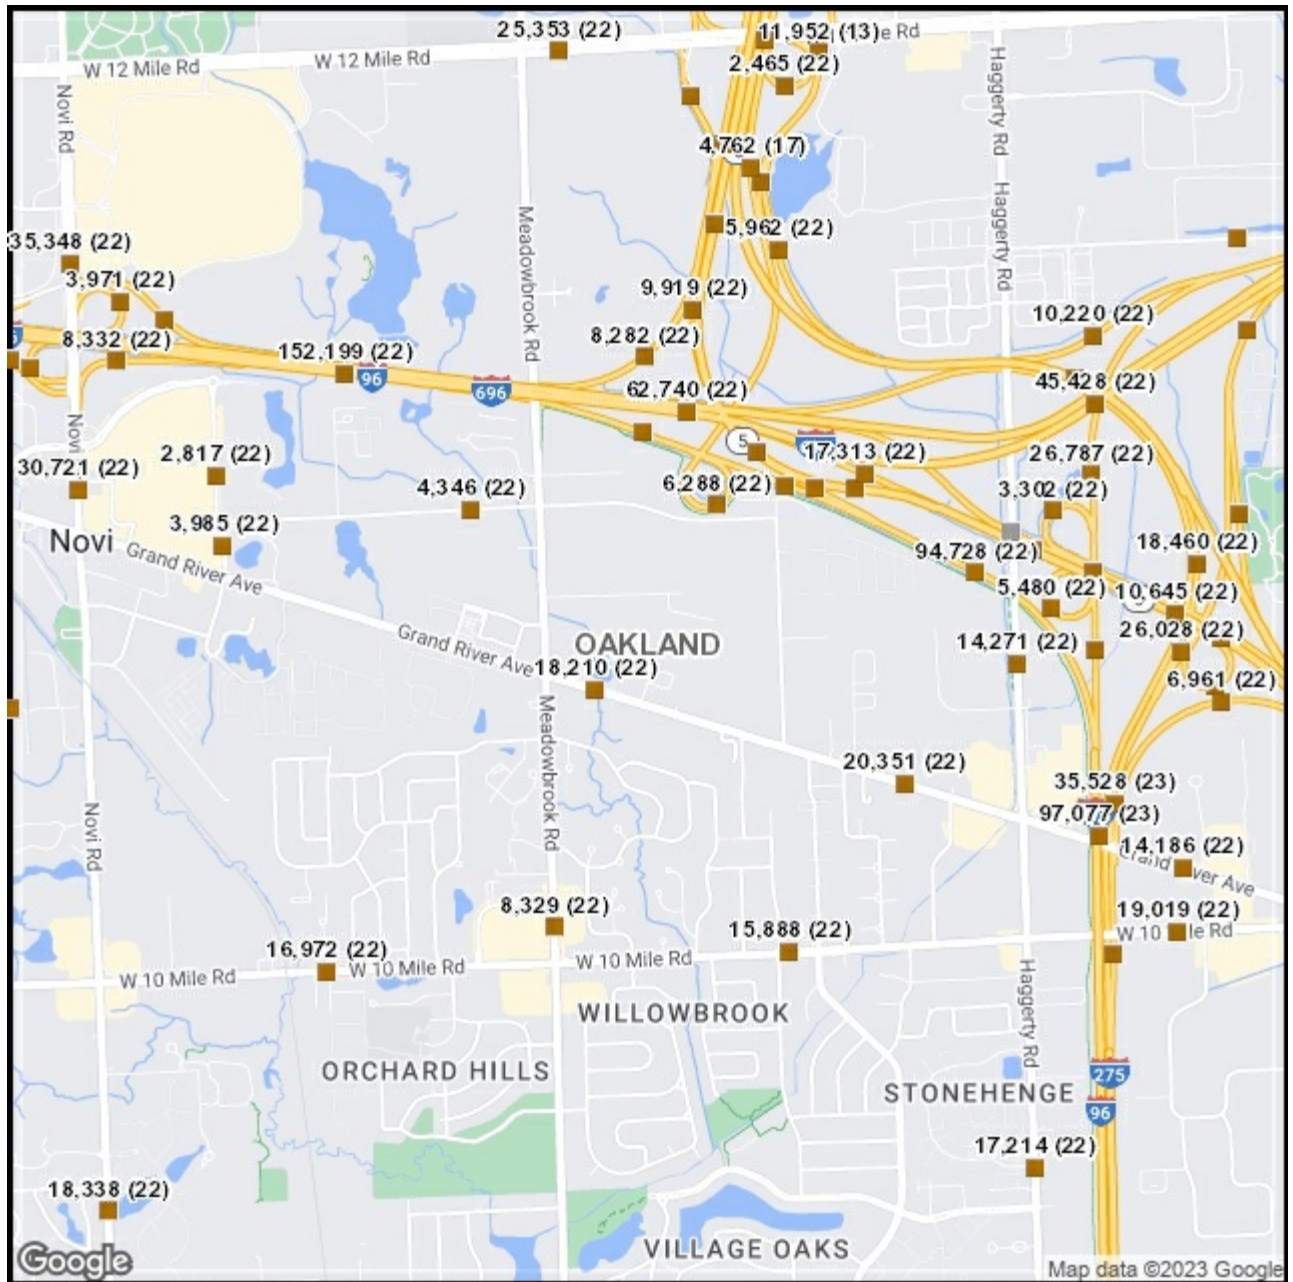 25,353 (22)
11,952 (13)
W 12 Mile Rd
W 12 Mile Rd
2,465 (22)
Novi Rd
Haggerty Rd
4,762 (17)
Haggerty Rd
Meadowbrook Rd
35,348 (22)
5,962 (22)
3,971 (22)
9,919 (22)
10,220 (22)
8,332 (22)
152,199 (22)
8,282 (22)
96
696
62,740 (22)
45,428 (22)
Novi
5
2,817 (22)
17,313 (22)
26,787 (22)
30,721 (22)
4,346 (22)
6,288 (22)
3,302 (22)
3,985 (22)
Novi
Grand River Ave
94,728 (22)
18,460 (22)
5,480 (22)
10,645 (22)
Grand River Ave
OAKLAND
14,271 (22)
26,028 (22)
18,210 (22)
6,961 (22)
Meadowbrook Rd
20,351 (22)
35,528 (23)
97,077 (23)
Novi Rd
14,186 (22)
Grand River Ave
8,329 (22)
19,019 (22)
15,888 (22)
W 10 Mile Rd
16,972 (22)
W 10 Mile Rd
W 10 Mile Rd
W 10 Mile Rd
Haggerty Rd
WILLOWBROOK
ORCHARD HILLS
275
STONEHENGE
96
17,214 (22)
18,338 (22)
VILLAGE OAKS
Google
Map data ©2023 Google